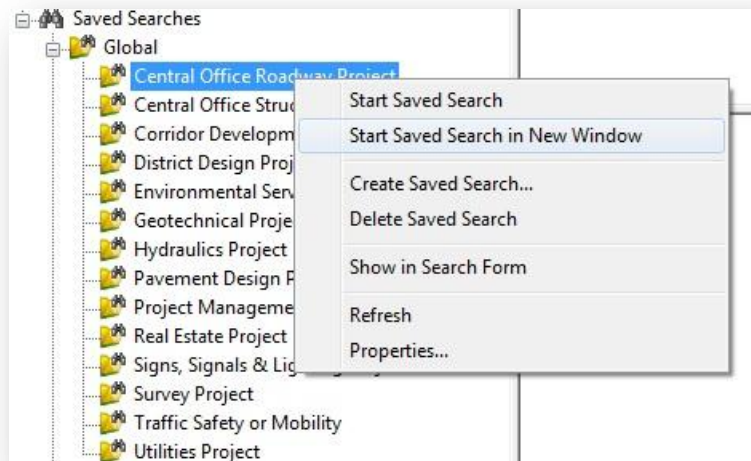 Saved Searches
Global
Central Office Roadway Project
Central Office Struc
Corridor Developm
District Design Proj
Environmental Serv
Geotechnical Proje
Hydraulics Project
Pavement Design P
Project Manageme
Real Estate Project
Signs, Signals & Lig
Survey Project
Traffic Safety or Mobility
Utilities Project
Start Saved Search
Start Saved Search in New Window
Create Saved Search...
Delete Saved Search
Show in Search Form
Refresh
Properties...